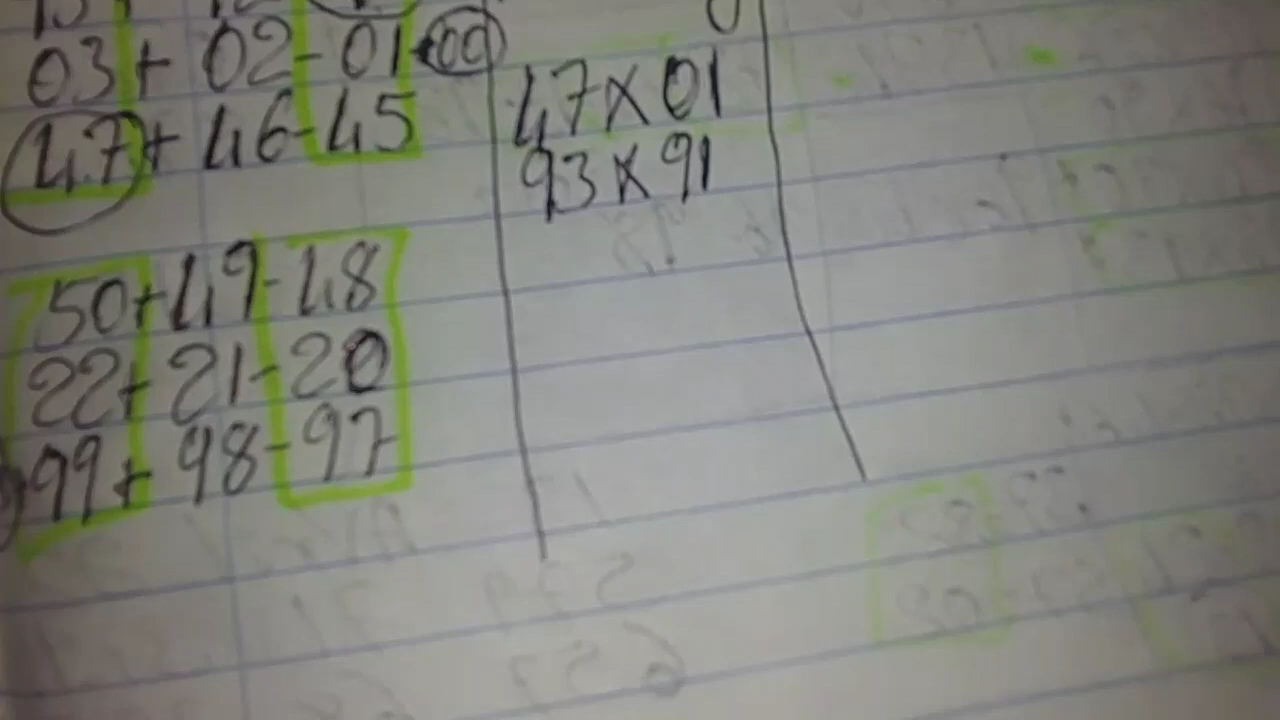 03+ 02-01 00
47+ 46-45
50+49-48
22+21-20
99+ 98-97
47X01
93X91